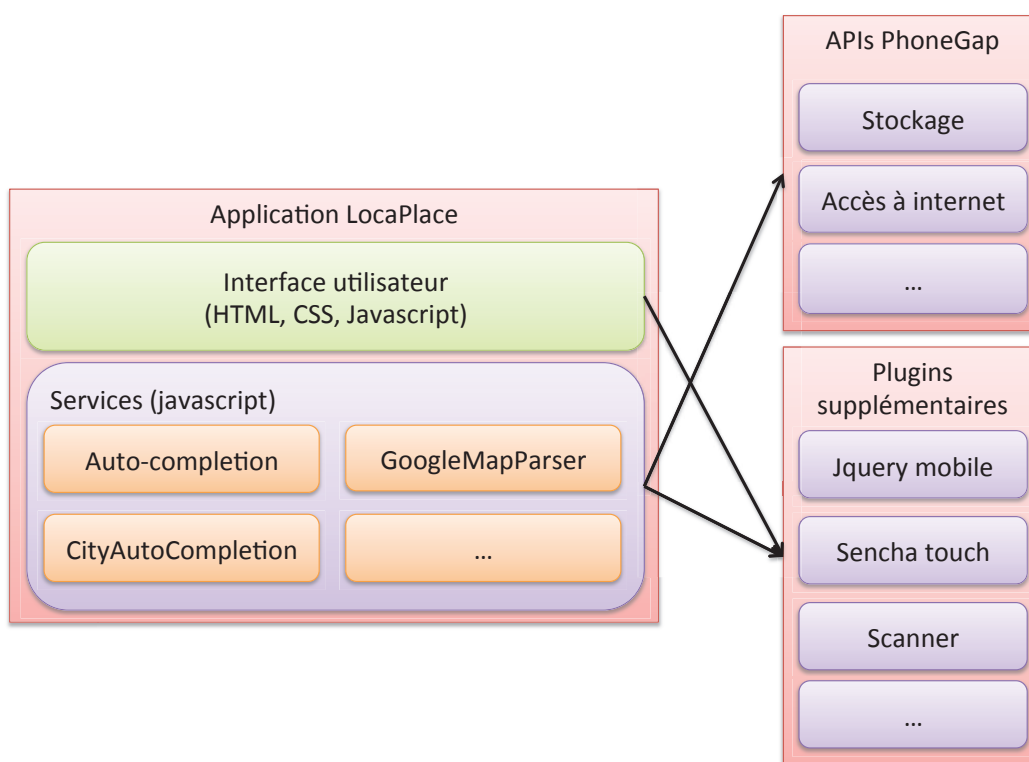 Application LocaPlace
Interface utilisateur
(HTML, CSS, Javascript)
Services (javascript)
Auto-completion
GoogleMapParser
CityAutoCompletion
...
APIs PhoneGap
Stockage
Accès à internet
...
Plugins
supplémentaires
Jquery mobile
Sencha touch
Scanner
...